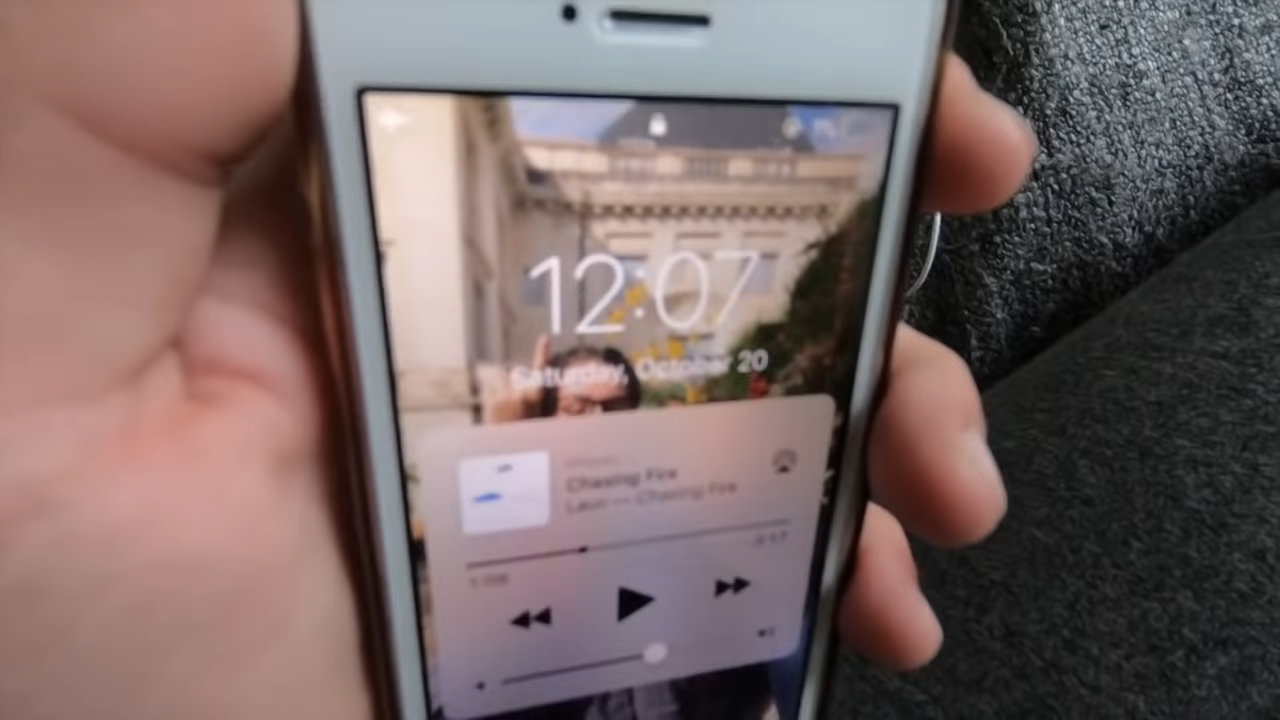 12:07
Saturday, October 20
Chasing Fire
Lauv — Chasing Fire